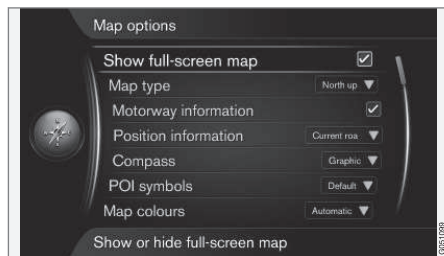 Map options
Show full-screen map
Map type North up
Motorway information
Position information Current roa
Compass Graphic
POI symbols Default
Map colours Automatic
Show or hide full-screen map
G051099